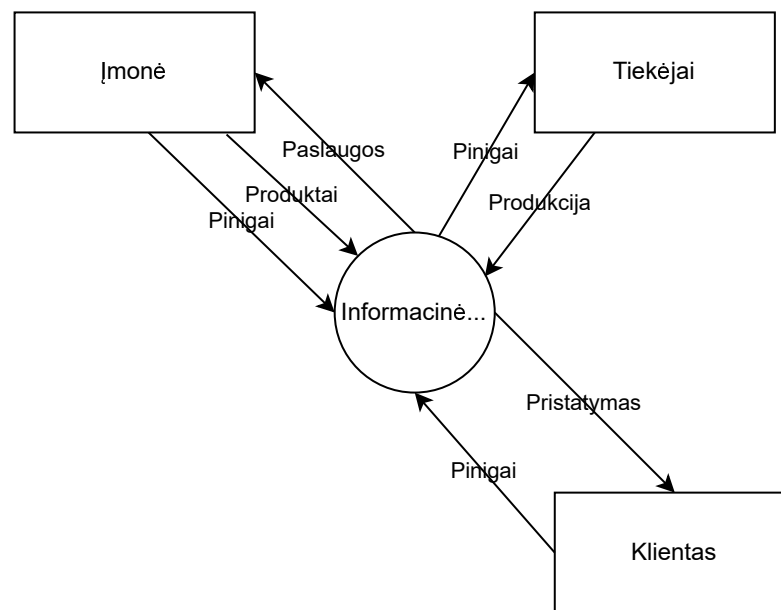 Įmonė
Tiekėjai
Paslaugos
Pinigai
Produktai
Produkcija
Pinigai
Informacinė...
Pristatymas
Pinigai
Klientas